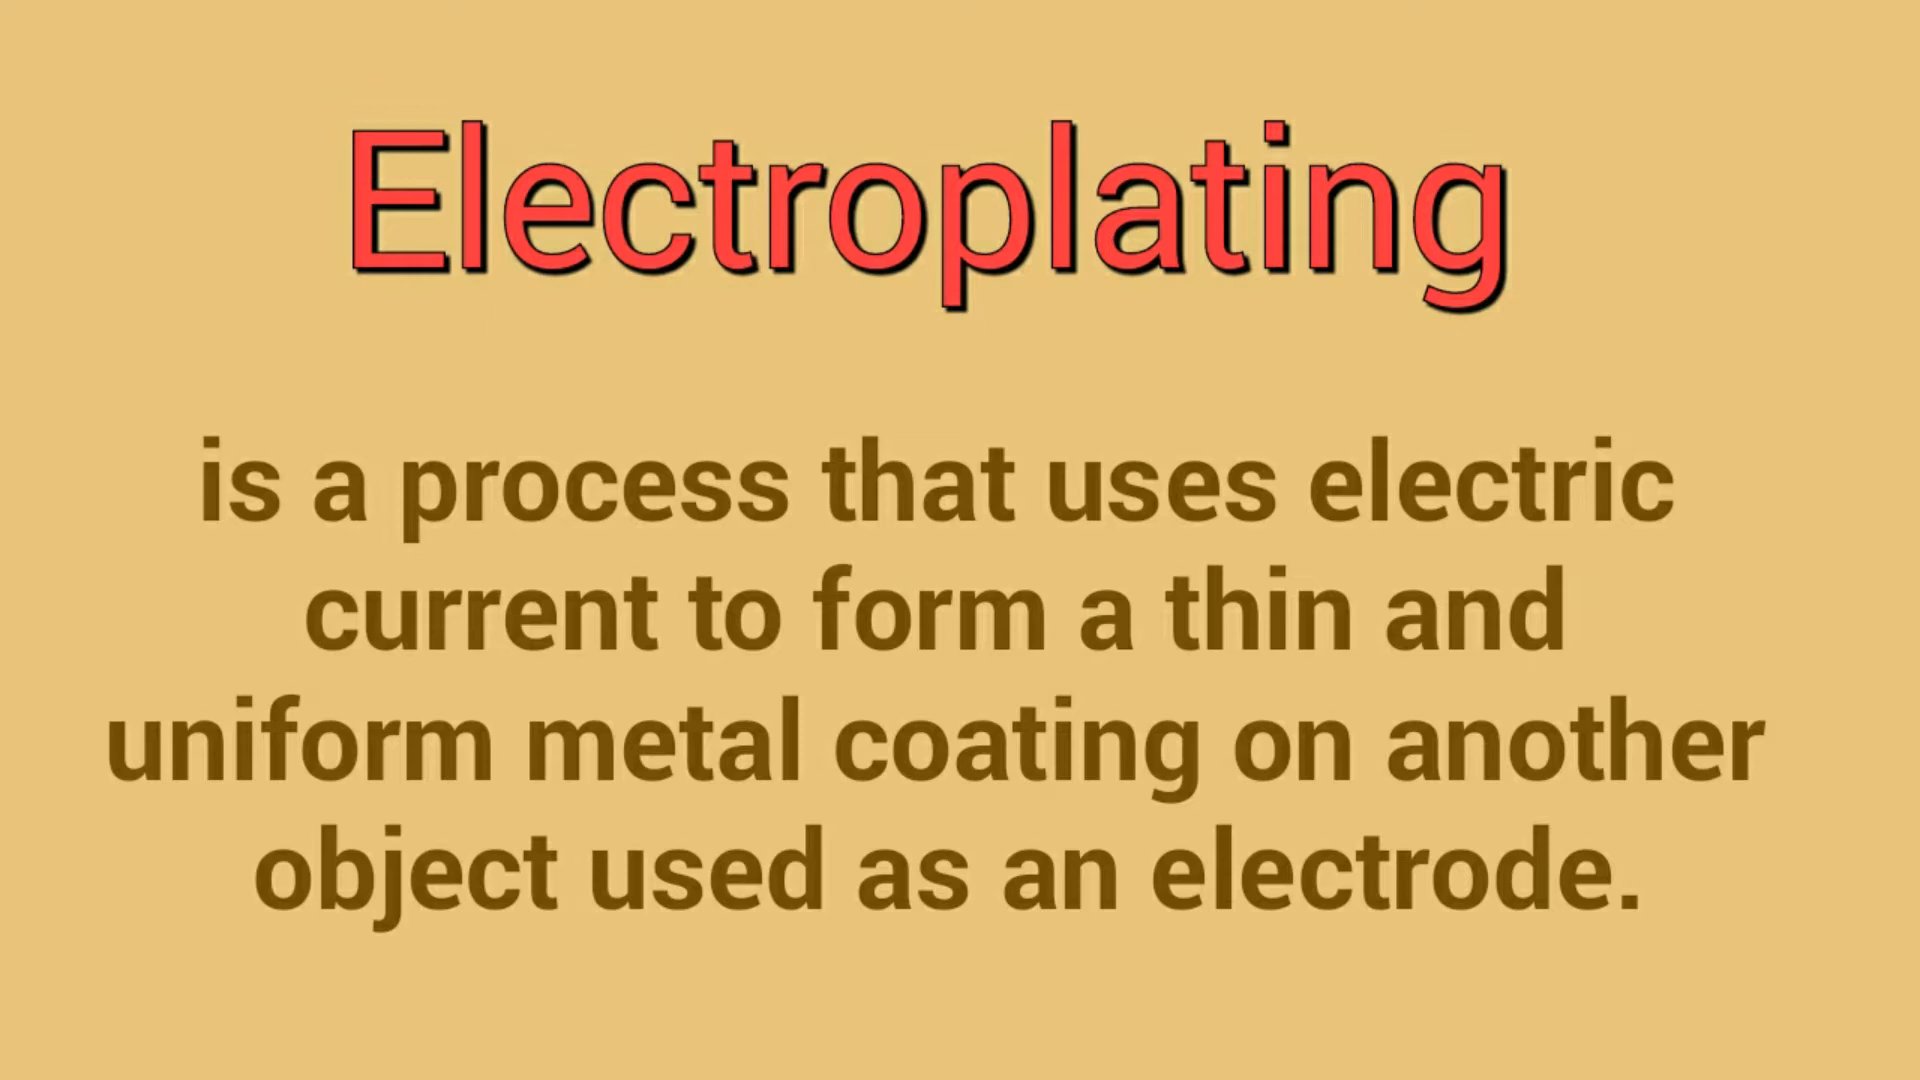 Electroplating
is a process that uses electric
current to form a thin and
uniform metal coating on another
object used as an electrode.